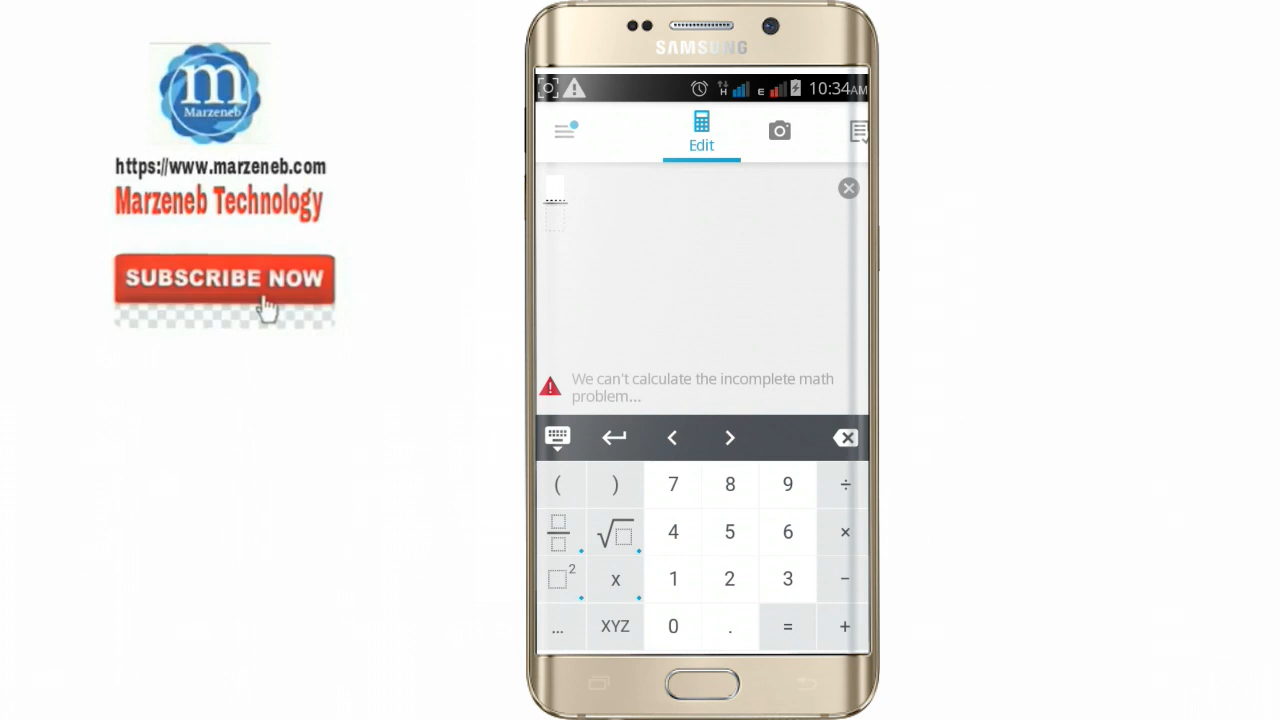 m
Marzeneb
https://www.marzeneb.com
Marzeneb Technology
SUBSCRIBE NOW
SAMSUNG
H E 10:34AM
Edit
We can't calculate the incomplete math
problem...
( ) 7 8 9 ÷
√ 4 5 6 ×
2 x 1 2 3 −
... XYZ 0 . = +